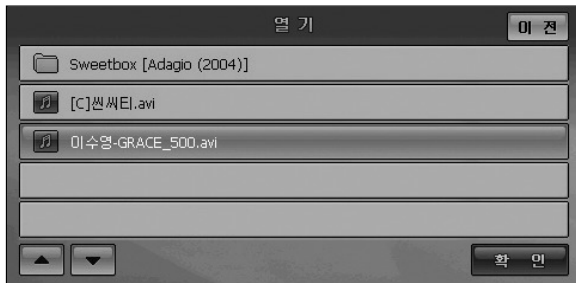 열 기
이 전
Sweetbox [Adagio (2004)]
[C]씬씨티.avi
이수영-GRACE_500.avi
확 인